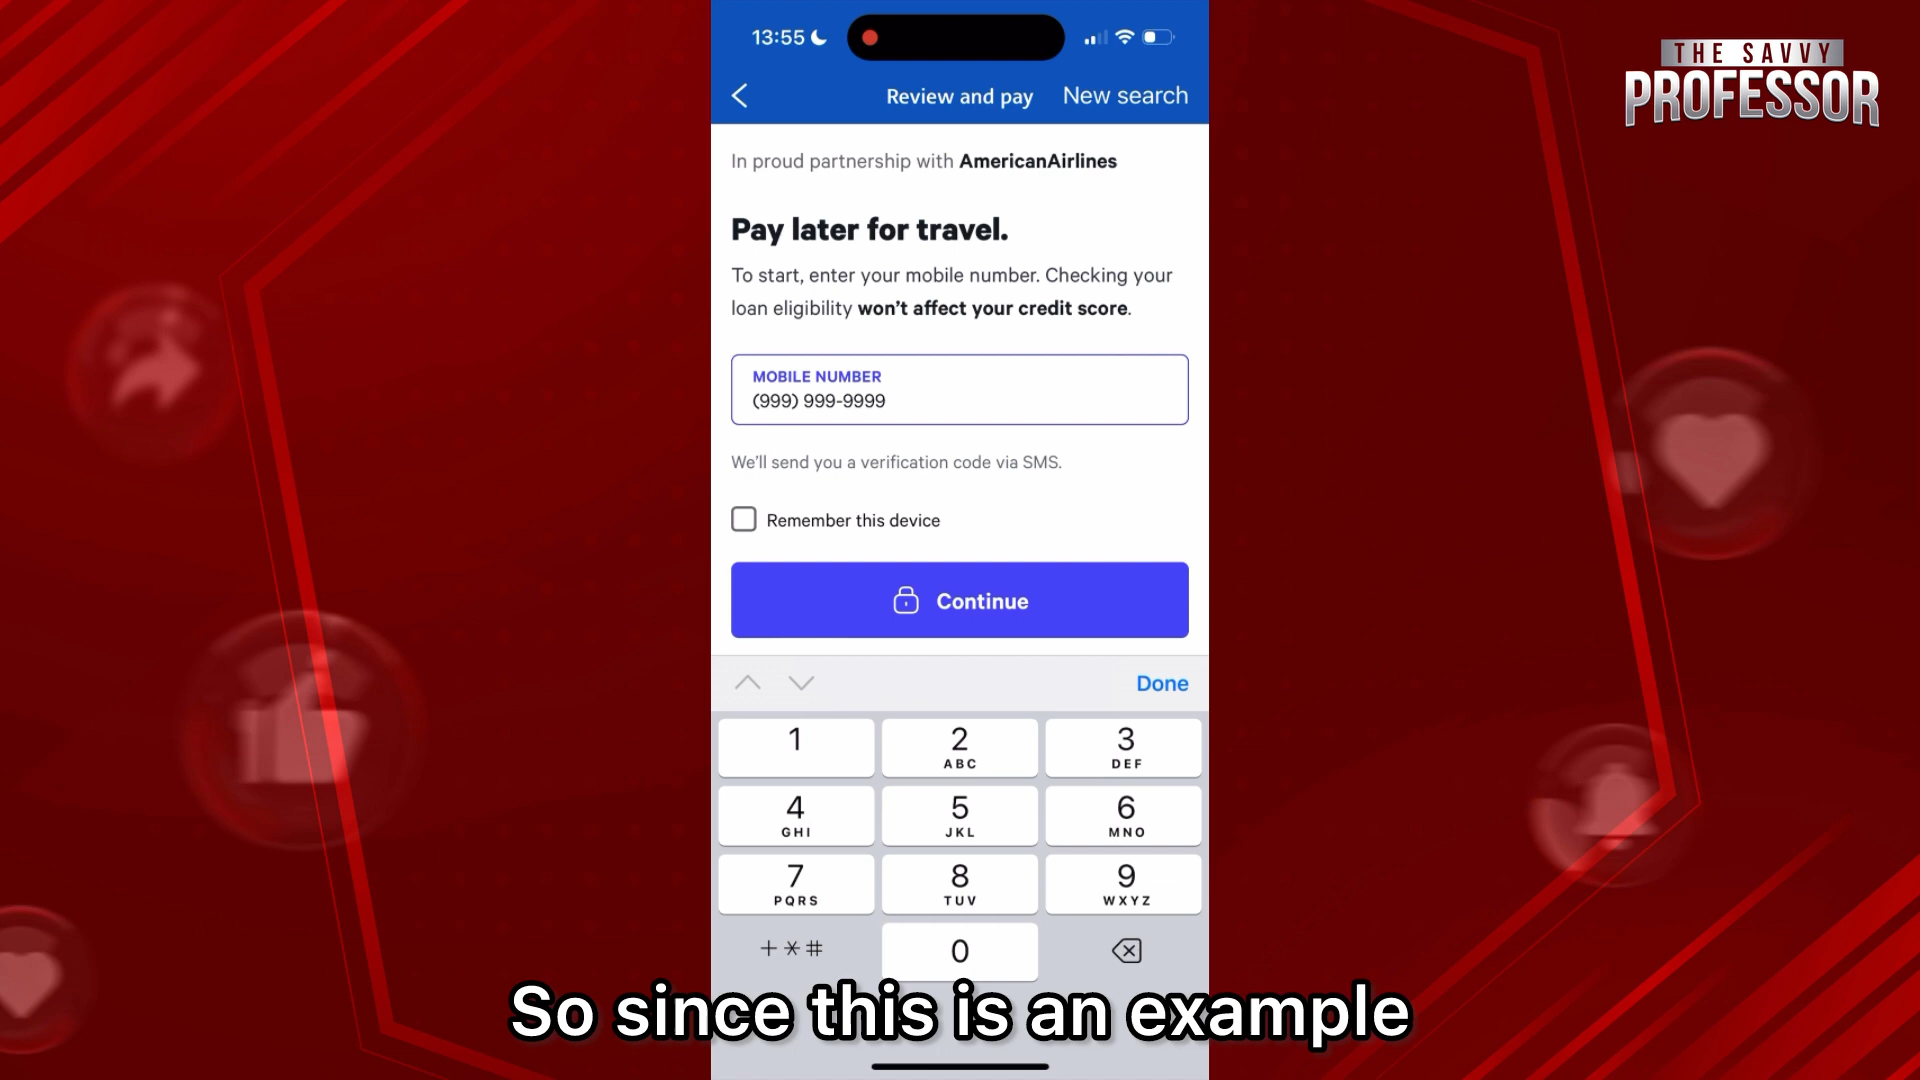 THE SAVVY
PROFESSOR
13:55
Review and pay
New search
In proud partnership with AmericanAirlines
Pay later for travel.
To start, enter your mobile number. Checking your
loan eligibility won't affect your credit score.
MOBILE NUMBER
(999) 999-9999
We'll send you a verification code via SMS.
Remember this device
Continue
Done
1
2
ABC
3
DEF
4
GHI
5
JKL
6
MNO
7
PQRS
8
TUV
9
WXYZ
+*#
0
So since this is an example